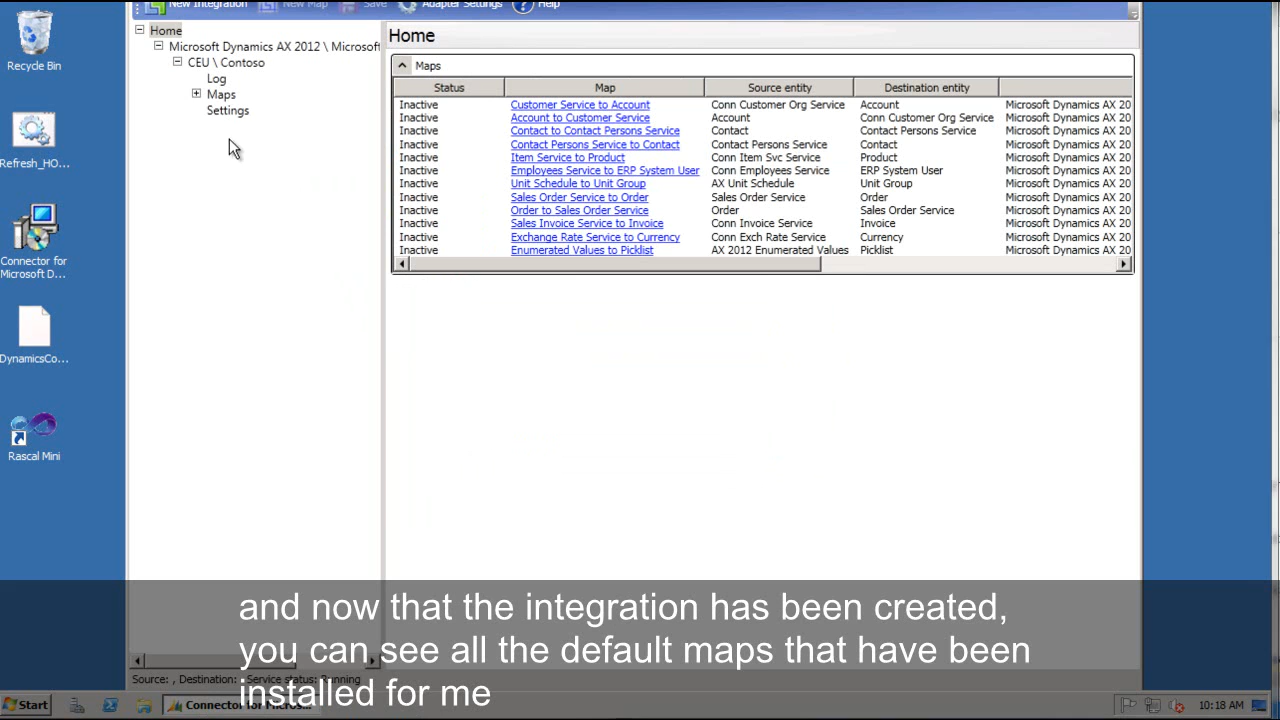 New Integration New Map Save Adapter Settings Help
Recycle Bin
Refresh_HO...
Connector for
Microsoft D...
DynamicsCo...
Rascal Mini
Home
Microsoft Dynamics AX 2012 \ Microsoft
CEU \ Contoso
Log
Maps
Settings
Home
Maps
Status Map Source entity Destination entity
Inactive Customer Service to Account Conn Customer Org Service Account Microsoft Dynamics AX 20
Inactive Account to Customer Service Account Conn Customer Org Service Microsoft Dynamics AX 20
Inactive Contact to Contact Persons Service Contact Contact Persons Service Microsoft Dynamics AX 20
Inactive Contact Persons Service to Contact Contact Persons Service Contact Microsoft Dynamics AX 20
Inactive Item Service to Product Conn Item Svc Service Product Microsoft Dynamics AX 20
Inactive Employees Service to ERP System User Conn Employees Service ERP System User Microsoft Dynamics AX 20
Inactive Unit Schedule to Unit Group AX Unit Schedule Unit Group Microsoft Dynamics AX 20
Inactive Sales Order Service to Order Sales Order Service Order Microsoft Dynamics AX 20
Inactive Order to Sales Order Service Order Sales Order Service Microsoft Dynamics AX 20
Inactive Sales Invoice Service to Invoice Conn Invoice Service Invoice Microsoft Dynamics AX 20
Inactive Exchange Rate Service to Currency Conn Exch Rate Service Currency Microsoft Dynamics AX 20
Inactive Enumerated Values to Picklist AX 2012 Enumerated Values Picklist Microsoft Dynamics AX 20
and now that the integration has been created,
you can see all the default maps that have been
installed for me
Source: , Destination: Service status: Running
Start Connector for Micros... 10:18 AM